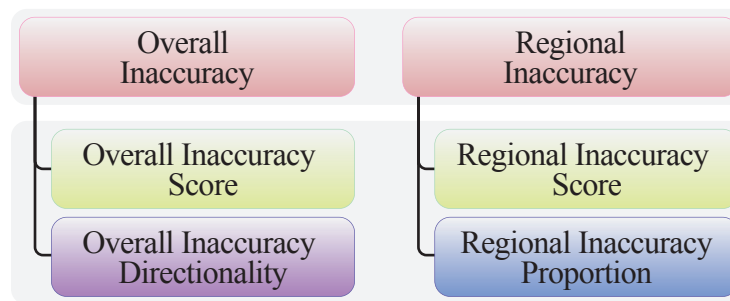 Overall
Inaccuracy
Regional
Inaccuracy
Overall Inaccuracy
Score
Regional Inaccuracy
Score
Overall Inaccuracy
Directionality
Regional Inaccuracy
Proportion